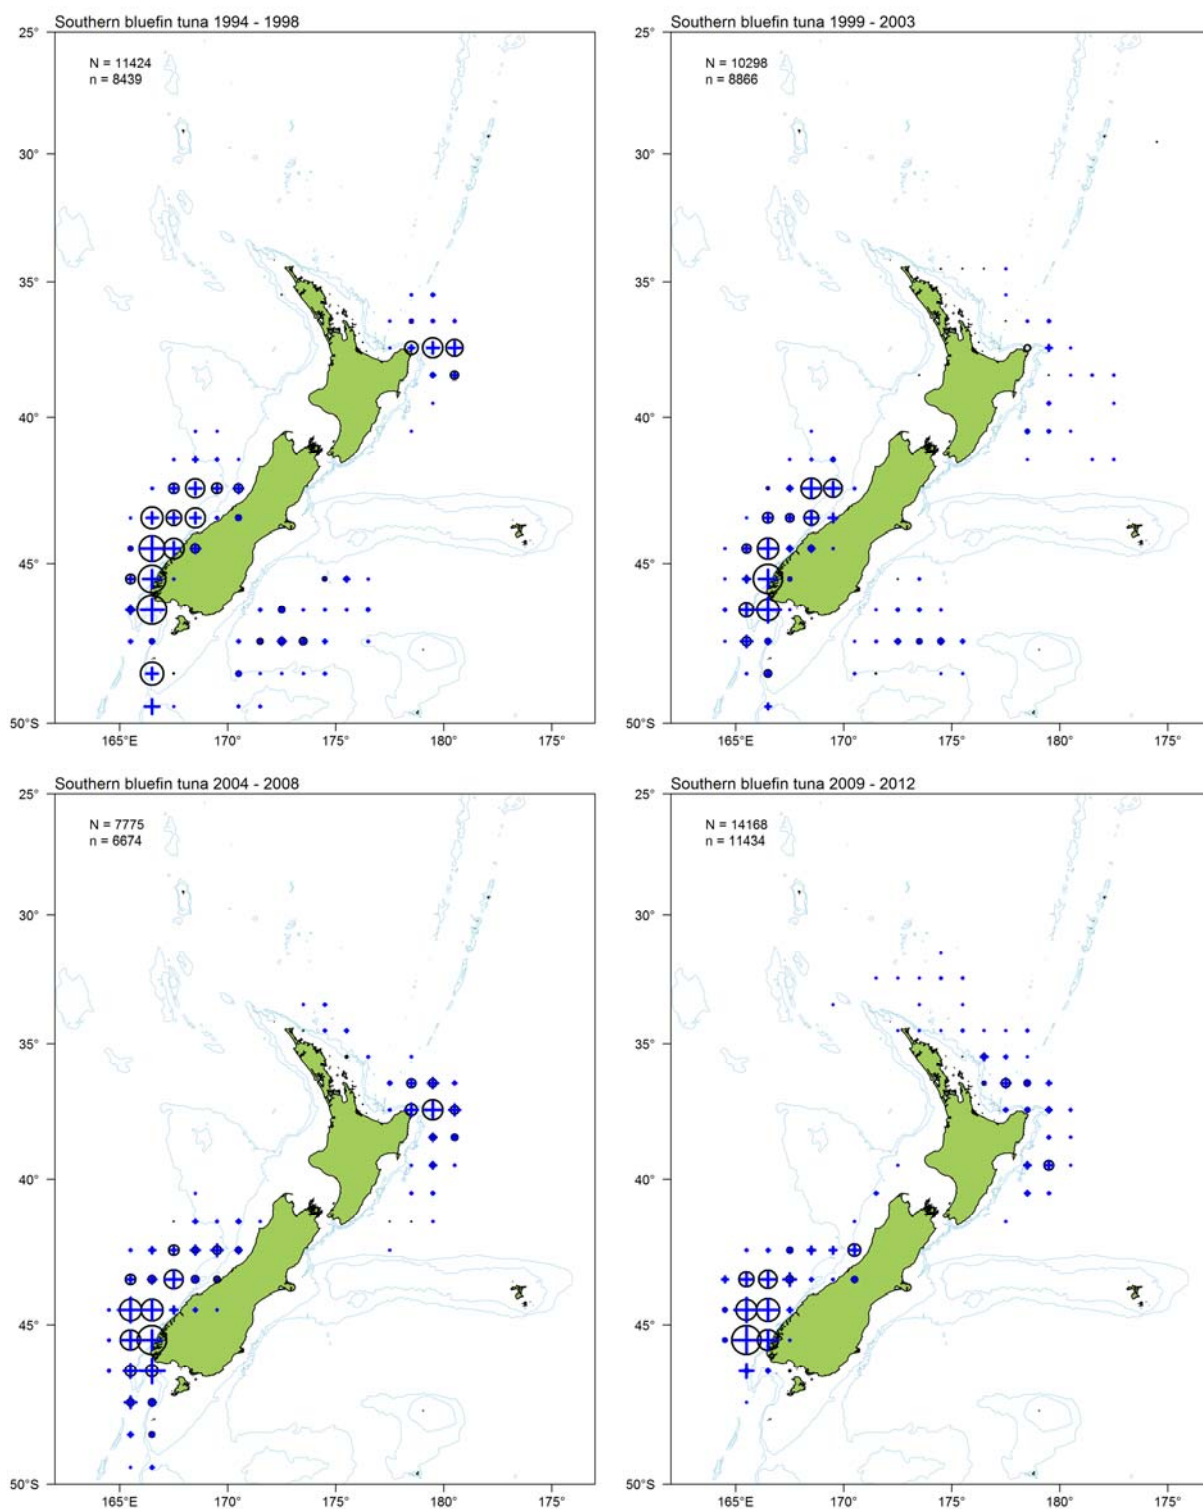 Southern bluefin tuna 1994 - 1998
25°
N = 11424
n = 8439
30°
35°
40°
45°
50°S
165°E 170° 175° 180° 175°
Southern bluefin tuna 1999 - 2003
25°
N = 10298
n = 8866
30°
35°
40°
45°
50°S
165°E 170° 175° 180° 175°
Southern bluefin tuna 2004 - 2008
25°
N = 7775
n = 6674
30°
35°
40°
45°
50°S
165°E 170° 175° 180° 175°
Southern bluefin tuna 2009 - 2012
25°
N = 14168
n = 11434
30°
35°
40°
45°
50°S
165°E 170° 175° 180° 175°